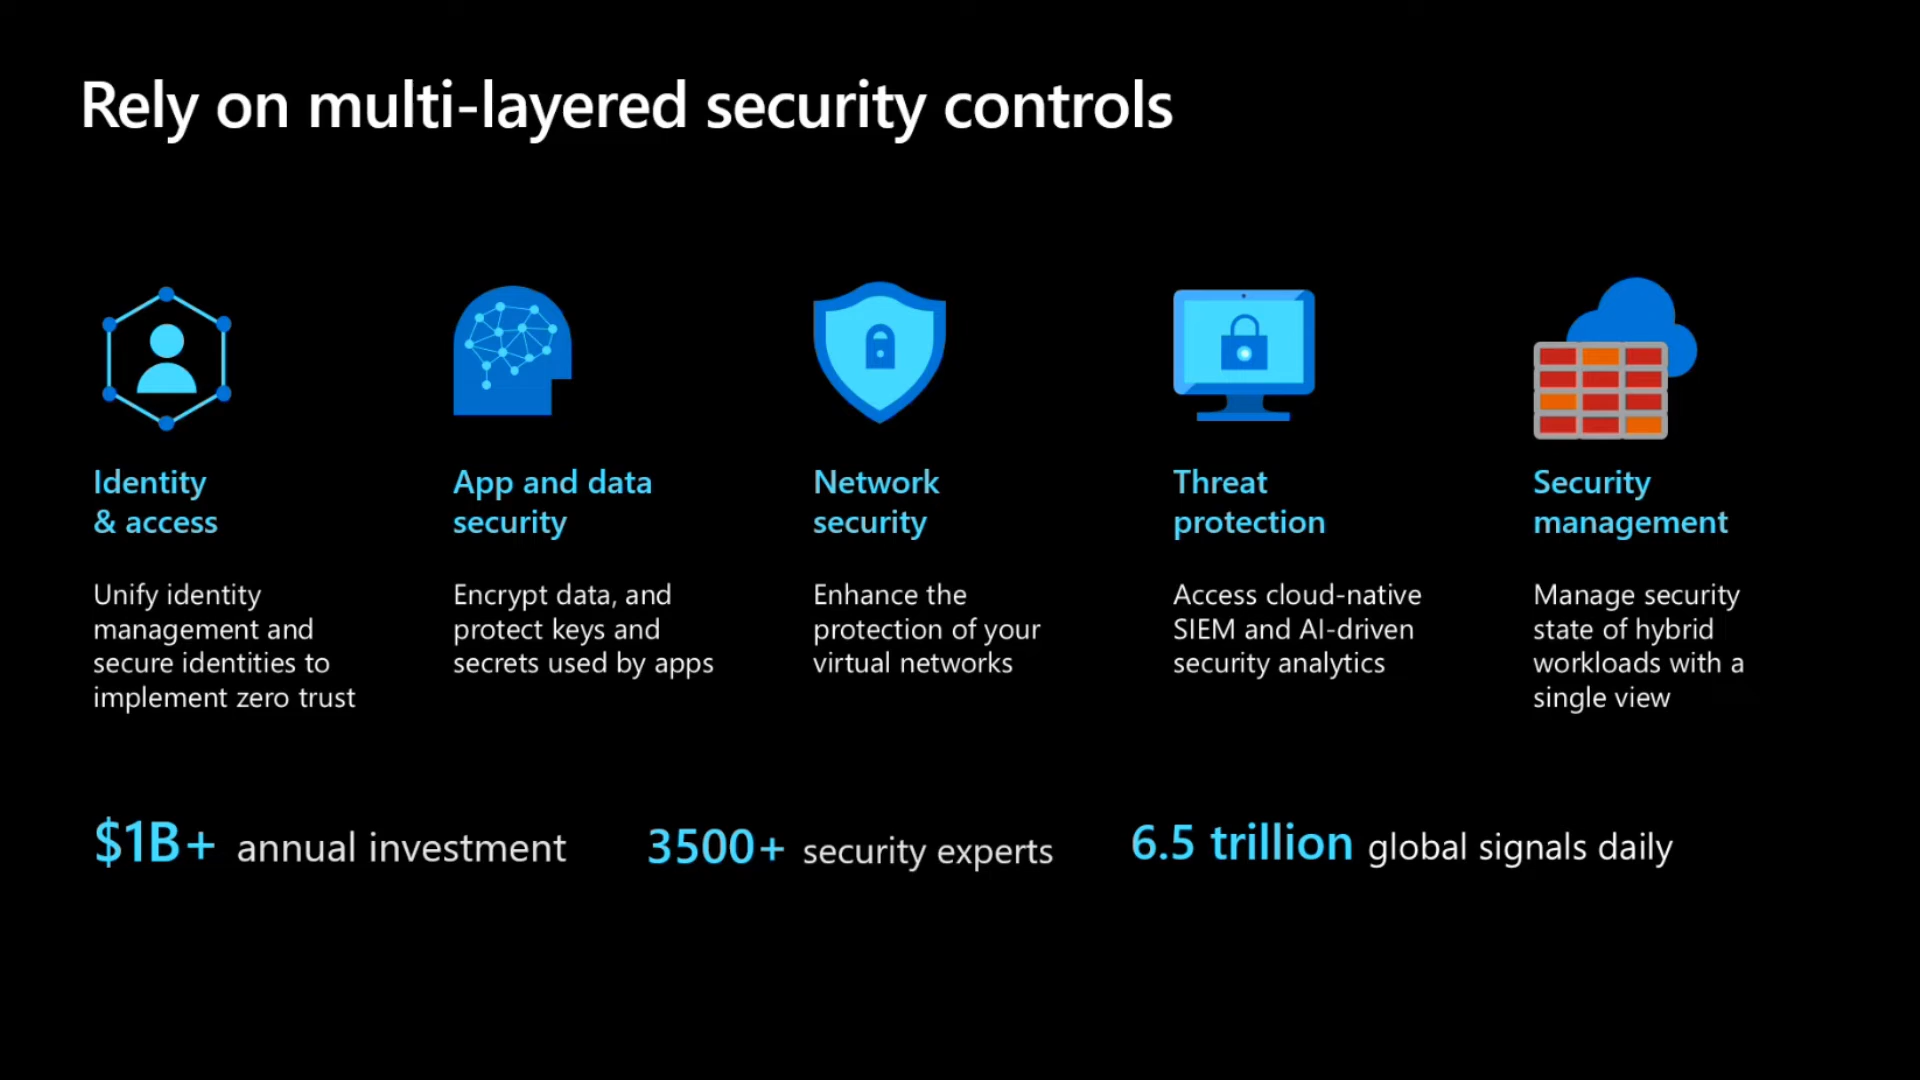 Rely on multi-layered security controls
Identity
& access
Unify identity
management and
secure identities to
implement zero trust
App and data
security
Encrypt data, and
protect keys and
secrets used by apps
Network
security
Enhance the
protection of your
virtual networks
Threat
protection
Access cloud-native
SIEM and AI-driven
security analytics
Security
management
Manage security
state of hybrid
workloads with a
single view
$1B+ annual investment
3500+ security experts
6.5 trillion global signals daily